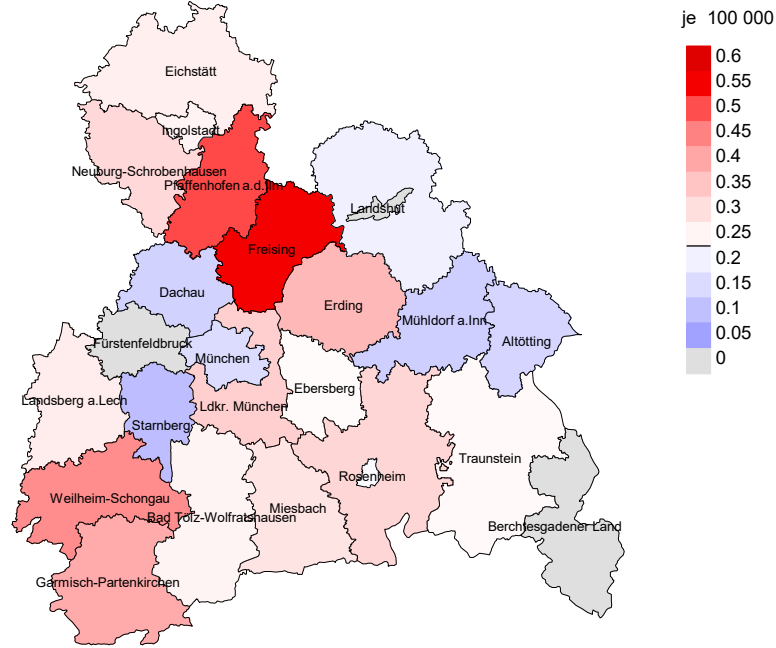 je 100 000
0.6
0.55
0.5
0.45
0.4
0.35
0.3
0.25
0.2
0.15
0.1
0.05
0
Eichstätt
Ingolstadt
Neuburg-Schrobenhausen
Pfaffenhofen a.d.Ilm
Landshut
Freising
Dachau
Erding
Mühldorf a.Inn
Altötting
Fürstenfeldbruck
München
Ebersberg
Landsberg a.Lech
Ldkr. München
Starnberg
Traunstein
Rosenheim
Weilheim-Schongau
Miesbach
Bad Tölz-Wolfratshausen
Berchtesgadener Land
Garmisch-Partenkirchen